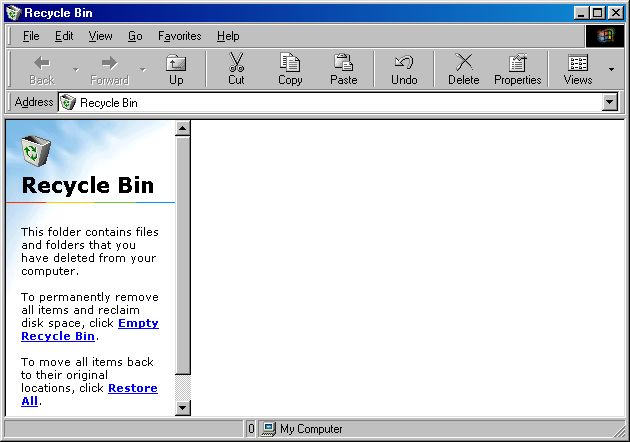 Recycle Bin
File Edit View Go Favorites Help
Back Forward Up Cut Copy Paste Undo Delete Properties Views
Address Recycle Bin
Recycle Bin
This folder contains files
and folders that you
have deleted from your
computer.
To permanently remove
all items and reclaim
disk space, click Empty
Recycle Bin.
To move all items back
to their original
locations, click Restore
All.
0 My Computer